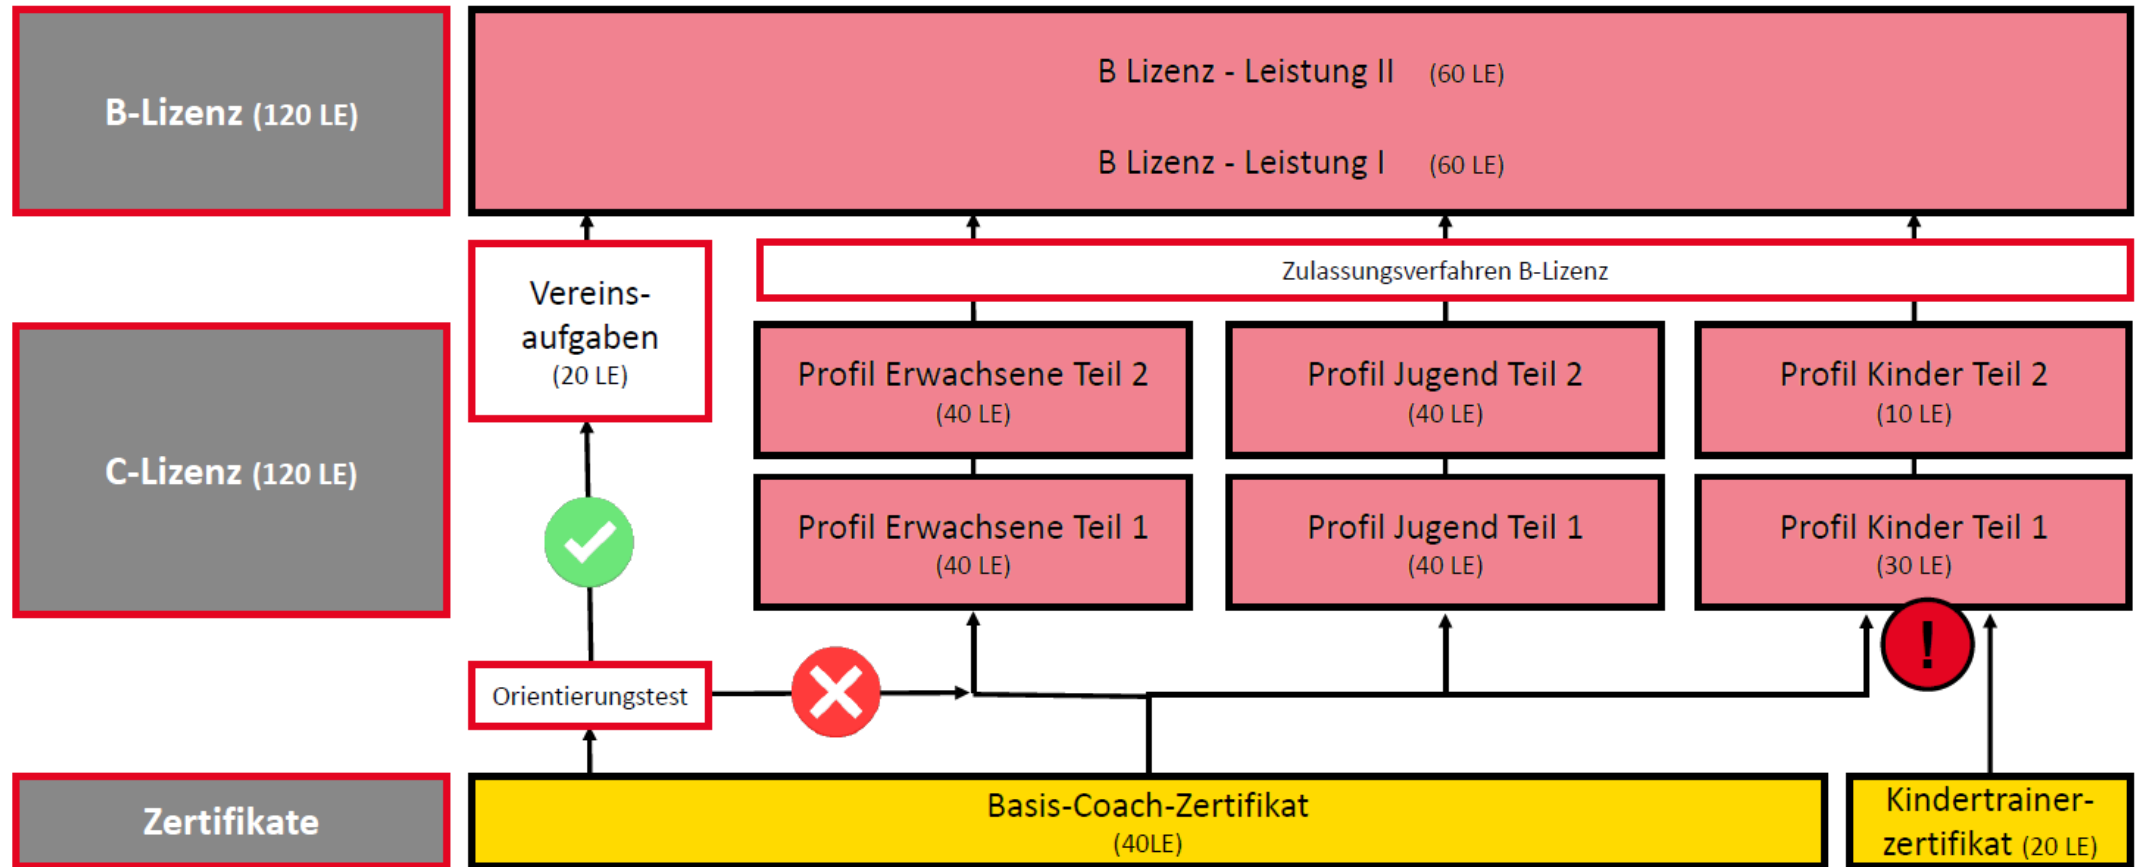 B-Lizenz (120 LE)
B Lizenz - Leistung II (60 LE)
B Lizenz - Leistung I (60 LE)
Vereins-
aufgaben
(20 LE)
Zulassungsverfahren B-Lizenz
C-Lizenz (120 LE)
Profil Erwachsene Teil 2
(40 LE)
Profil Jugend Teil 2
(40 LE)
Profil Kinder Teil 2
(10 LE)
Profil Erwachsene Teil 1
(40 LE)
Profil Jugend Teil 1
(40 LE)
Profil Kinder Teil 1
(30 LE)
!
Orientierungstest
Zertifikate
Basis-Coach-Zertifikat
(40LE)
Kindertrainer-
zertifikat (20 LE)